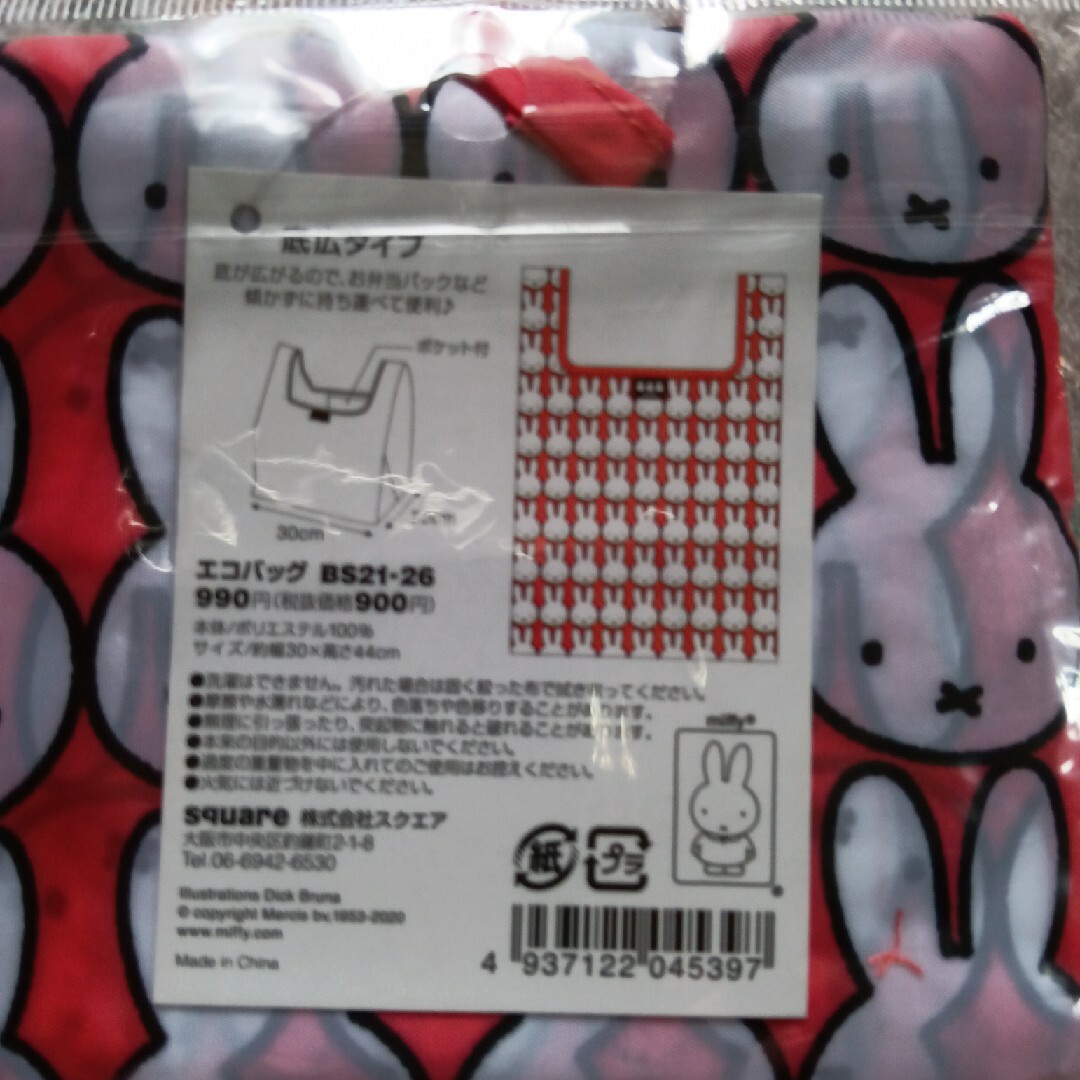 底広タイプ
底が広がるので、お弁当パックなど
傾かずに持ち運べて便利♪
ポケット付
30cm
エコバッグ BS21-26
990円(税抜価格900円)
本体/ポリエステル100%
サイズ/約幅30×高さ44cm
●洗濯はできません。汚れた場合は固く絞った布で拭き取ってください。
●摩擦や水濡れなどにより、色落ちや色移りすることがあります。
●無理に引っ張ったり、突起物に触れると破れることがあります。
●本来の目的以外には使用しないでください。
●過度の重量物を中に入れてのご使用はお控えください。
●火気には近づけないでください。
miffy®
square 株式会社スクエア
大阪市中央区釣鐘町2-1-8
Tel.06-6942-6530
紙
プラ
Illustrations Dick Bruna
© copyright Mercis bv,1953-2020
www.miffy.com
Made in China
4 937122 045397